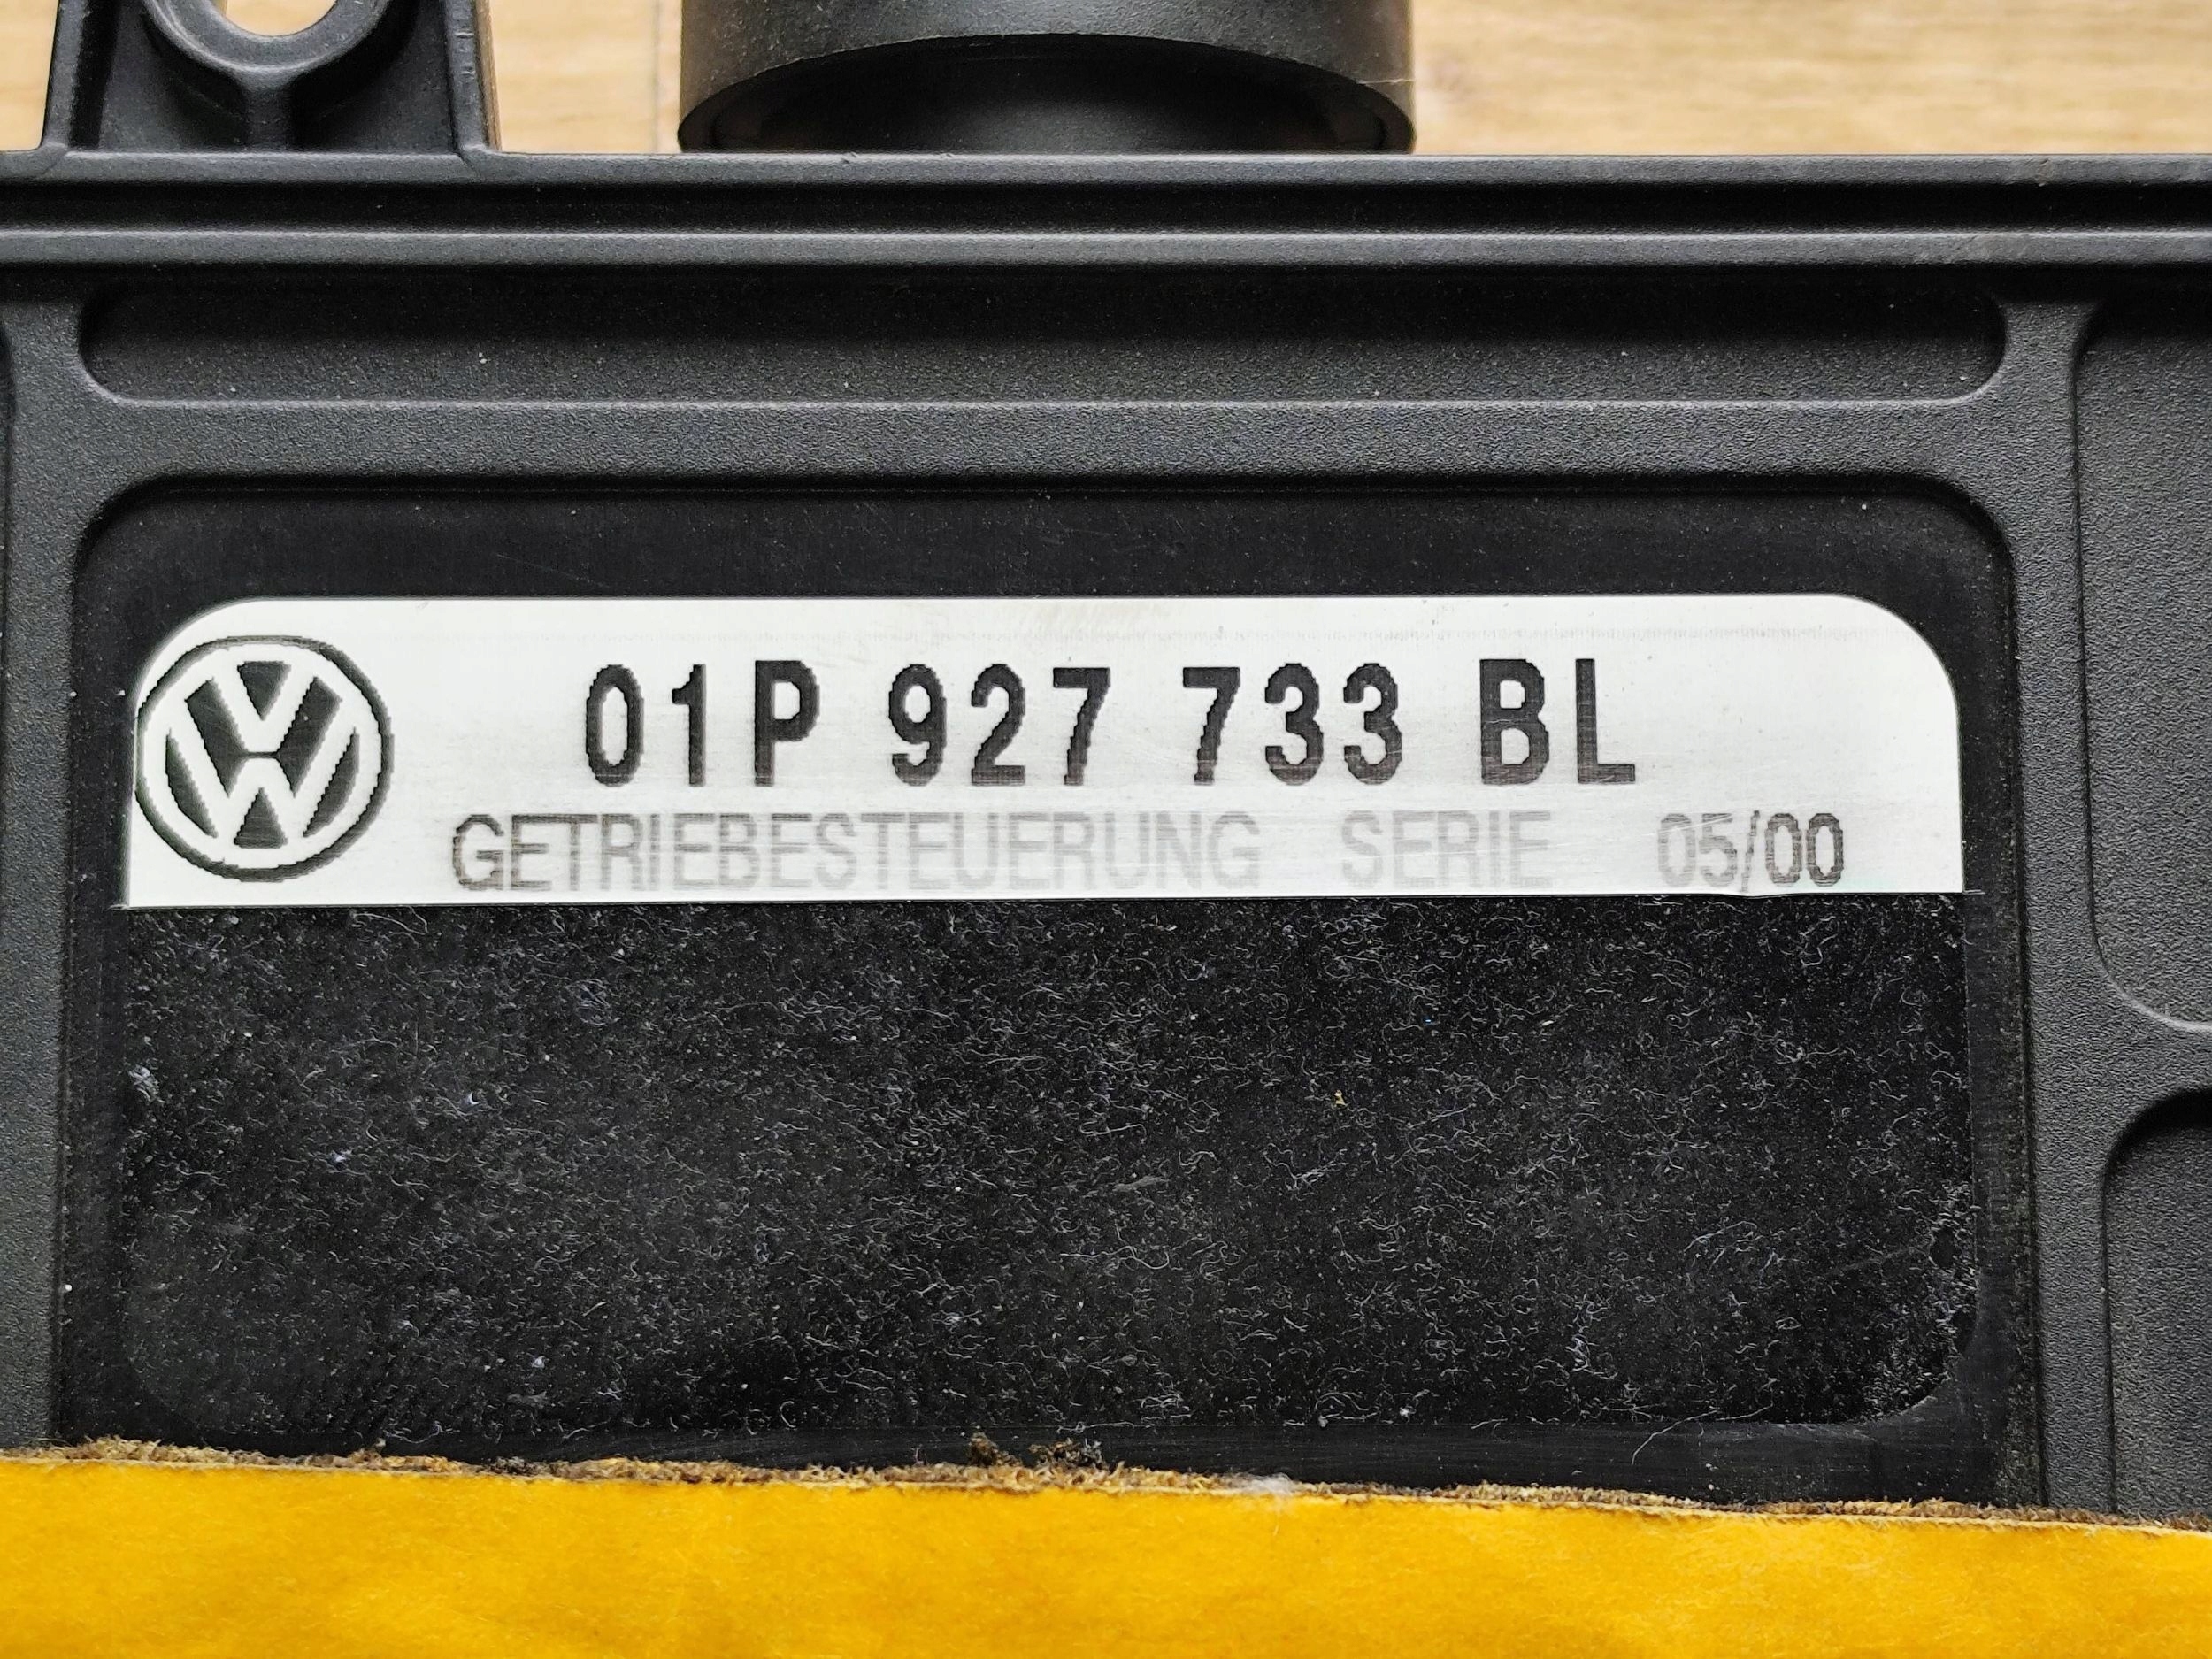 01P 927 733 BL
GETRIEBESTEUERUNG SERIE 05/00